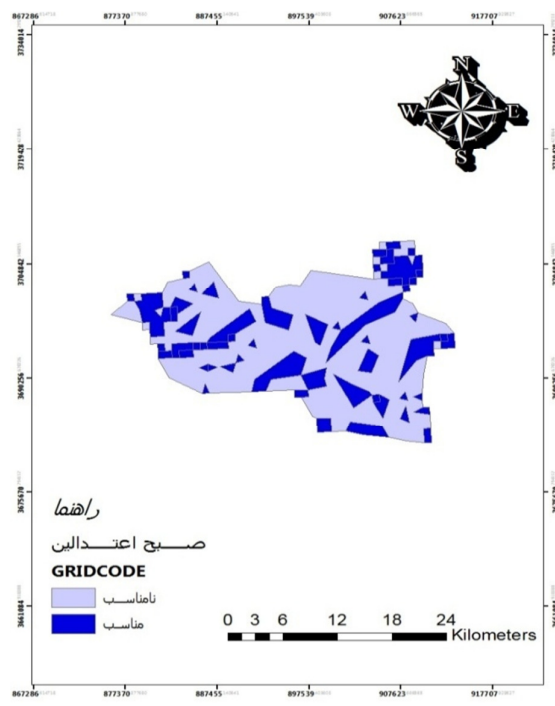 867286 877370 887455 897539 907623 917707
3734014
3719428
3704842
3690256
3675670
3661084
N
W E
S
راهنما
صبح اعتدالین
GRIDCODE
نامناسب
مناسب
0 3 6 12 18 24
Kilometers
867286 877370 887455 897539 907623 917707